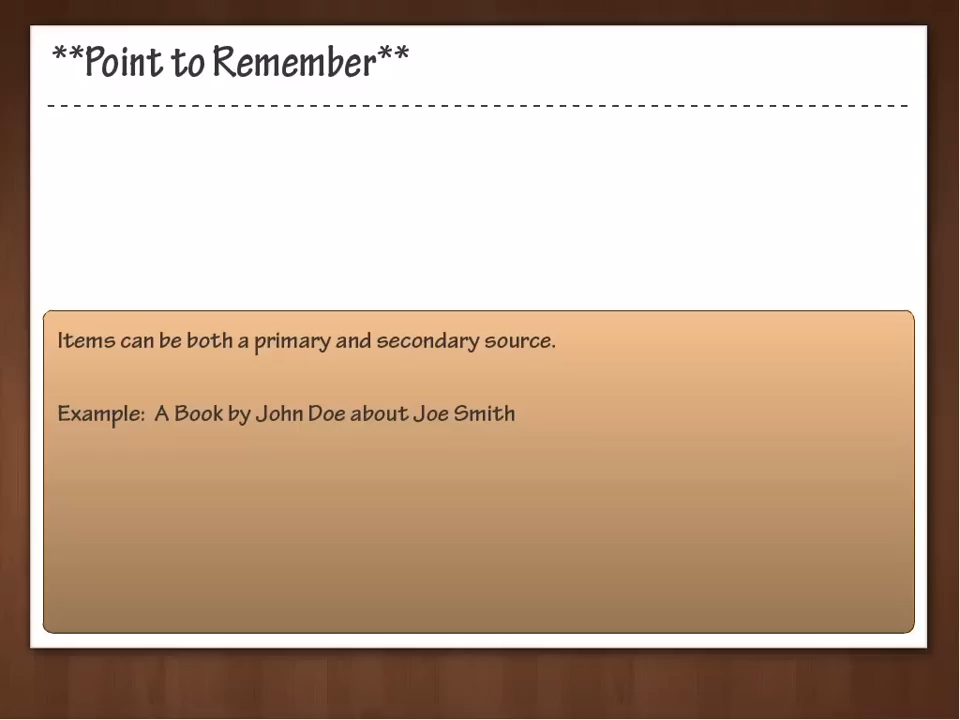 **Point to Remember**
Items can be both a primary and secondary source.
Example: A Book by John Doe about Joe Smith